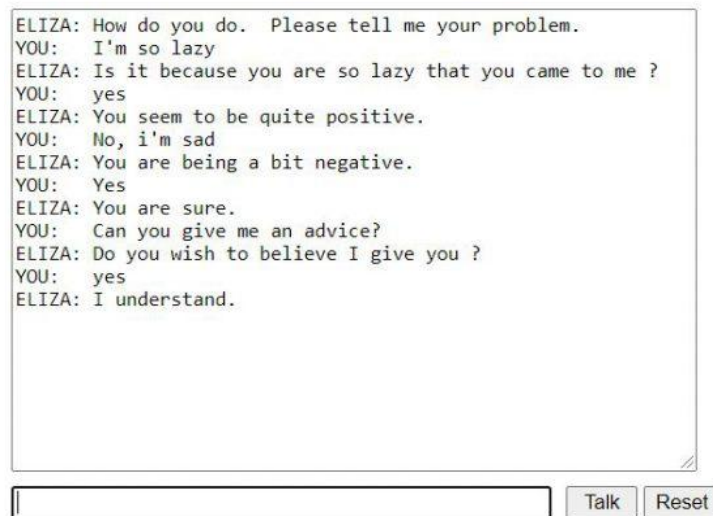 ELIZA: How do you do.  Please tell me your problem.
YOU:   I'm so lazy
ELIZA: Is it because you are so lazy that you came to me ?
YOU:   yes
ELIZA: You seem to be quite positive.
YOU:   No, i'm sad
ELIZA: You are being a bit negative.
YOU:   Yes
ELIZA: You are sure.
YOU:   Can you give me an advice?
ELIZA: Do you wish to believe I give you ?
YOU:   yes
ELIZA: I understand.
Talk Reset